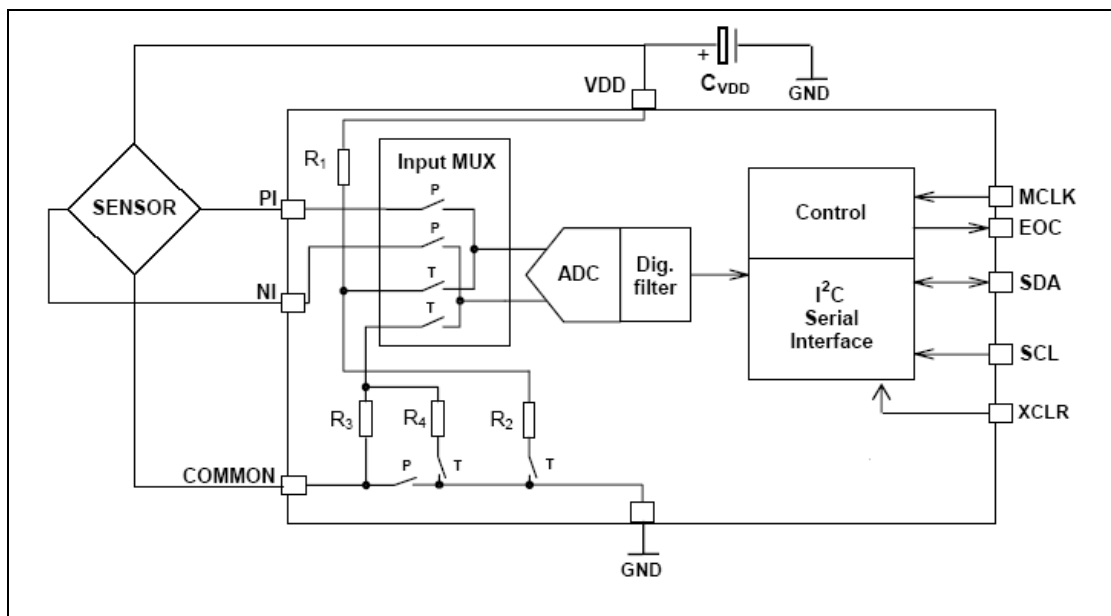 VDD
+
C_VDD
GND
R₁
Input MUX
P
PI
SENSOR
P
NI
T
T
ADC
Dig.
filter
Control
I²C
Serial
Interface
MCLK
EOC
SDA
SCL
XCLR
R₃
R₄
R₂
COMMON
P
T
T
GND